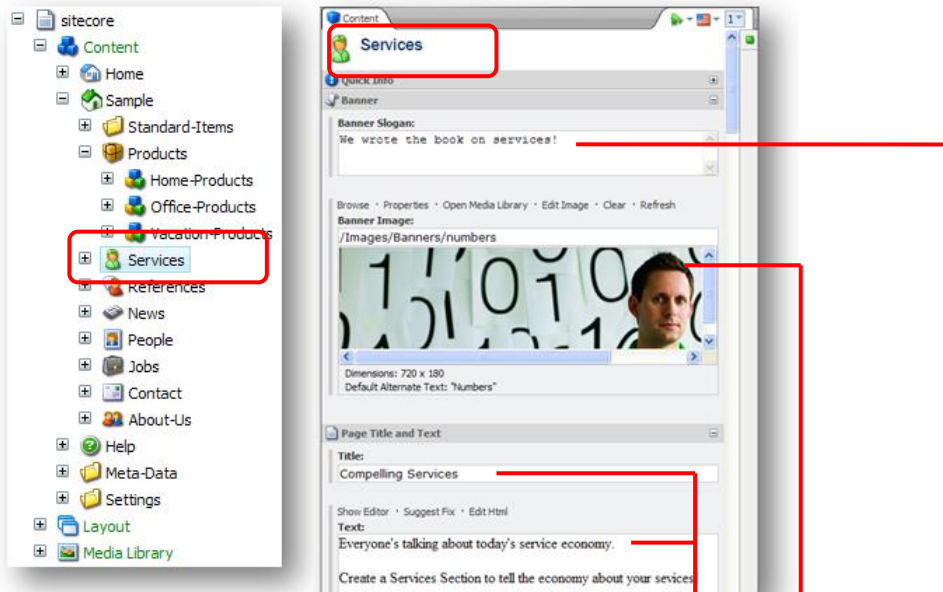 sitecore
Content
Home
Sample
Standard-Items
Products
Home-Products
Office-Products
Vacation-Products
Services
References
News
People
Jobs
Contact
About-Us
Help
Meta-Data
Settings
Layout
Media Library
Content
1
Services
Quick Info
Banner
Banner Slogan:
We wrote the book on services!
Browse · Properties · Open Media Library · Edit Image · Clear · Refresh
Banner Image:
/Images/Banners/numbers
Dimensions: 720 x 180
Default Alternate Text: "Numbers"
Page Title and Text
Title:
Compelling Services
Show Editor · Suggest Fix · Edit Html
Text:
Everyone's talking about today's service economy.
Create a Services Section to tell the economy about your sevices!